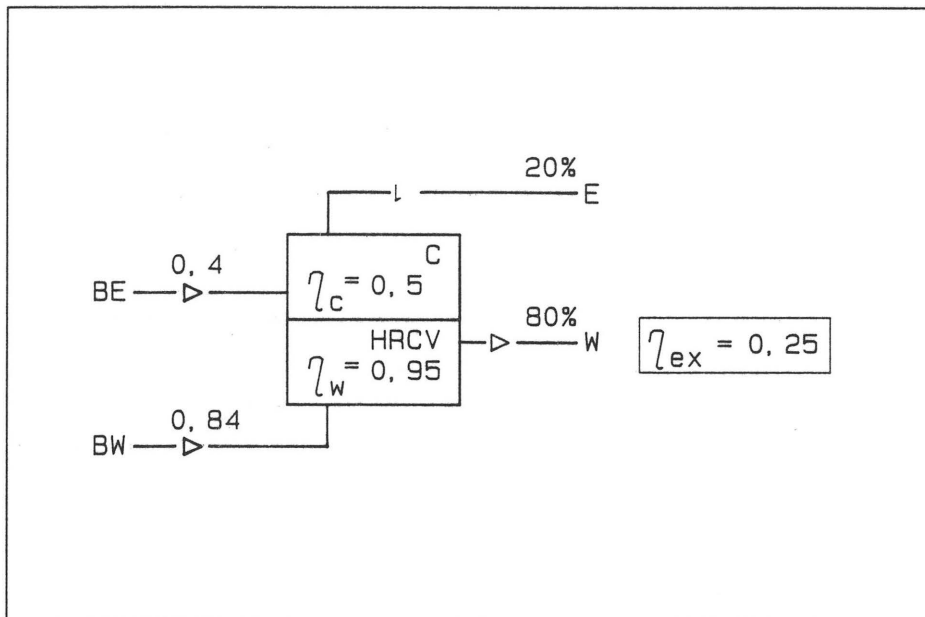 20%
E
C
0, 4
BE
η_c = 0, 5
80%
HRCV
W
η_ex = 0, 25
η_w = 0, 95
0, 84
BW